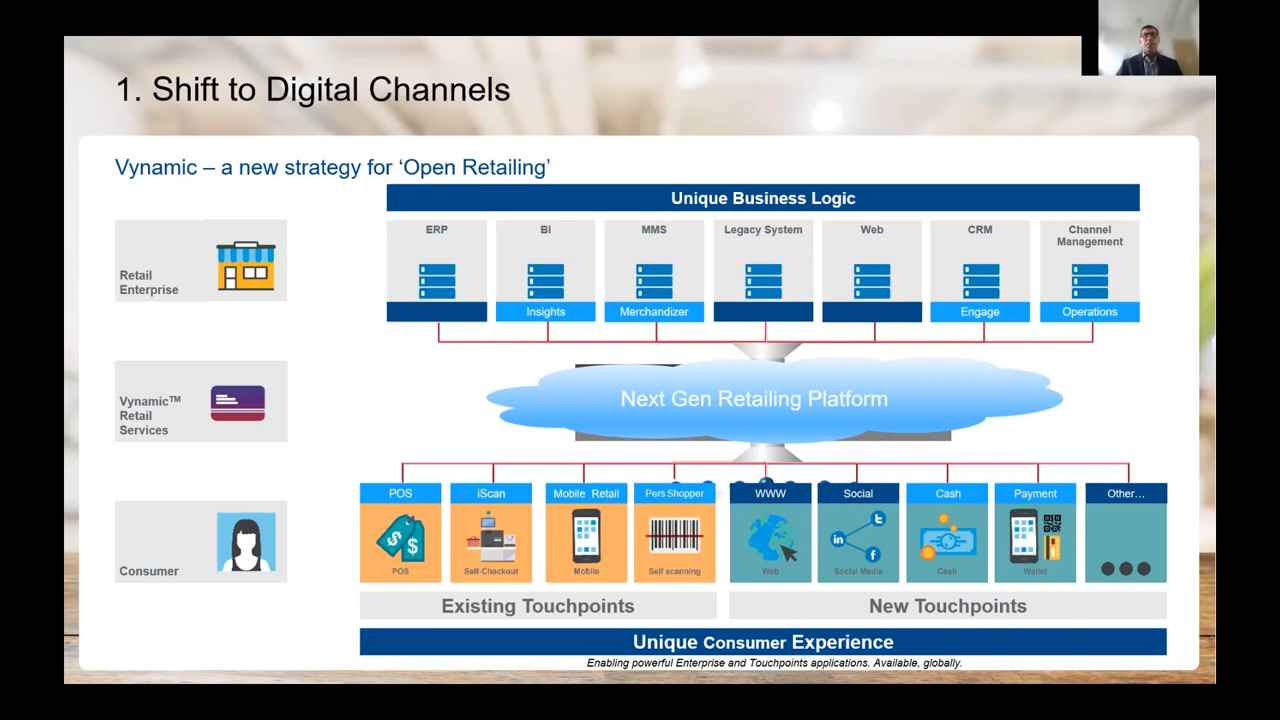 1. Shift to Digital Channels
Vynamic – a new strategy for ‘Open Retailing’
Unique Business Logic
Retail
Enterprise
ERP
BI
Insights
MMS
Merchandizer
Legacy System
Web
CRM
Engage
Channel
Management
Operations
Vynamic™
Retail
Services
Next Gen Retailing Platform
Consumer
POS
POS
iScan
Self-Checkout
Mobile Retail
Mobile
Pers Shopper
Self scanning
WWW
Web
Social
Social Media
Cash
Cash
Payment
Wallet
Other...
Existing Touchpoints
New Touchpoints
Unique Consumer Experience
Enabling powerful Enterprise and Touchpoints applications. Available, globally.